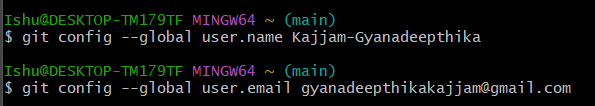 Ishu@DESKTOP-TM179TF MINGW64 ~ (main)
$ git config --global user.name Kajjam-Gyanadeepthika
Ishu@DESKTOP-TM179TF MINGW64 ~ (main)
$ git config --global user.email gyanadeepthikakajjam@gmail.com